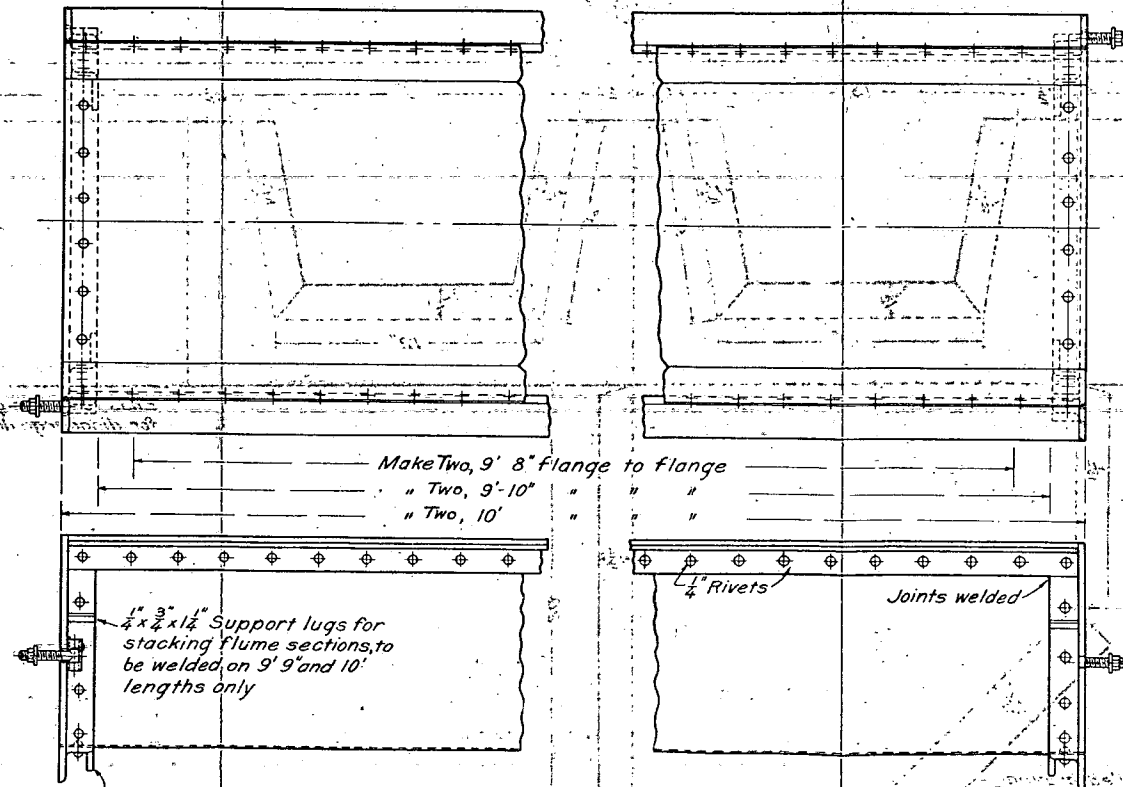 Make Two, 9' 8" flange to flange
" Two, 9'-10" " " "
" Two, 10' " " "
1/4" Rivets
Joints welded
1/4" x 3/4" x 1 1/4" Support lugs for
stacking flume sections, to
be welded on 9' 9" and 10'
lengths only